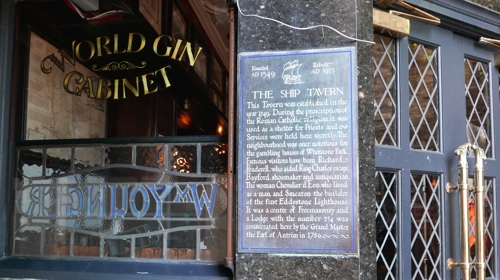 WORLD GIN
CABINET
WM YOUNGER
Founded
AD 1549
Rebuilt
AD 1923
THE SHIP TAVERN
This Tavern was established in the
year 1549. During the proscription of
the Roman Catholic religion, it was
used as a shelter for Priests and
Services were held here secretly. The
neighbourhood was once notorious for
the gambling houses of Whetstone Park.
Famous visitors have been Richard
Penderell, who aided King Charles' escape
Bagford, shoemaker and antiquarian
The woman Chevalier d'Eon who lived
as a man, and Smeaton the builder
of the first Eddystone Lighthouse.
It was a centre of Freemasonry and
a Lodge with the number 234 was
consecrated here by the Grand Master
the Earl of Antrim in 1786